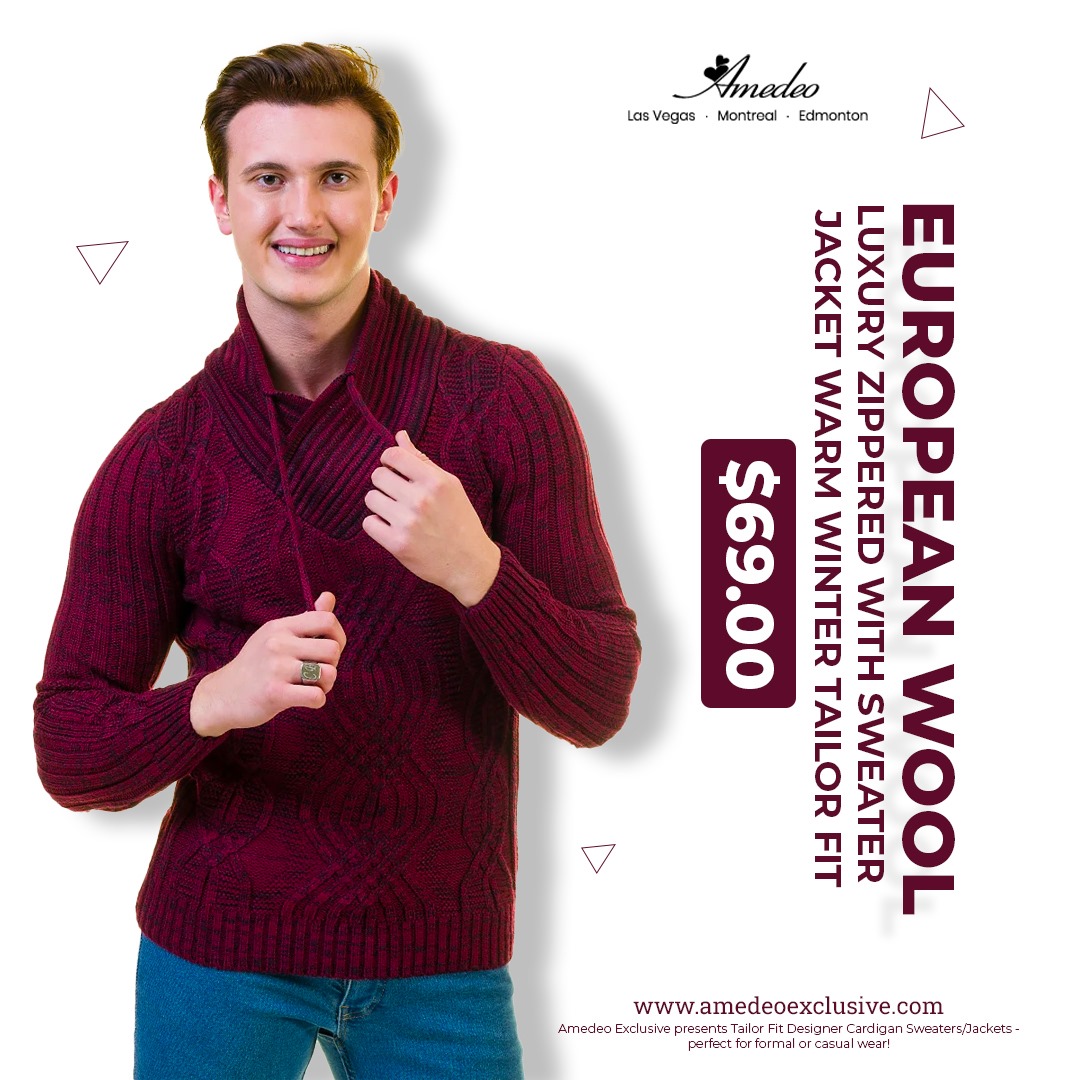 Amedeo
Las Vegas · Montreal · Edmonton
EUROPEAN WOOL
LUXURY ZIPPERED WITH SWEATER
JACKET WARM WINTER TAILOR FIT
$69.00
www.amedeoexclusive.com
Amedeo Exclusive presents Tailor Fit Designer Cardigan Sweaters/Jackets -
perfect for formal or casual wear!